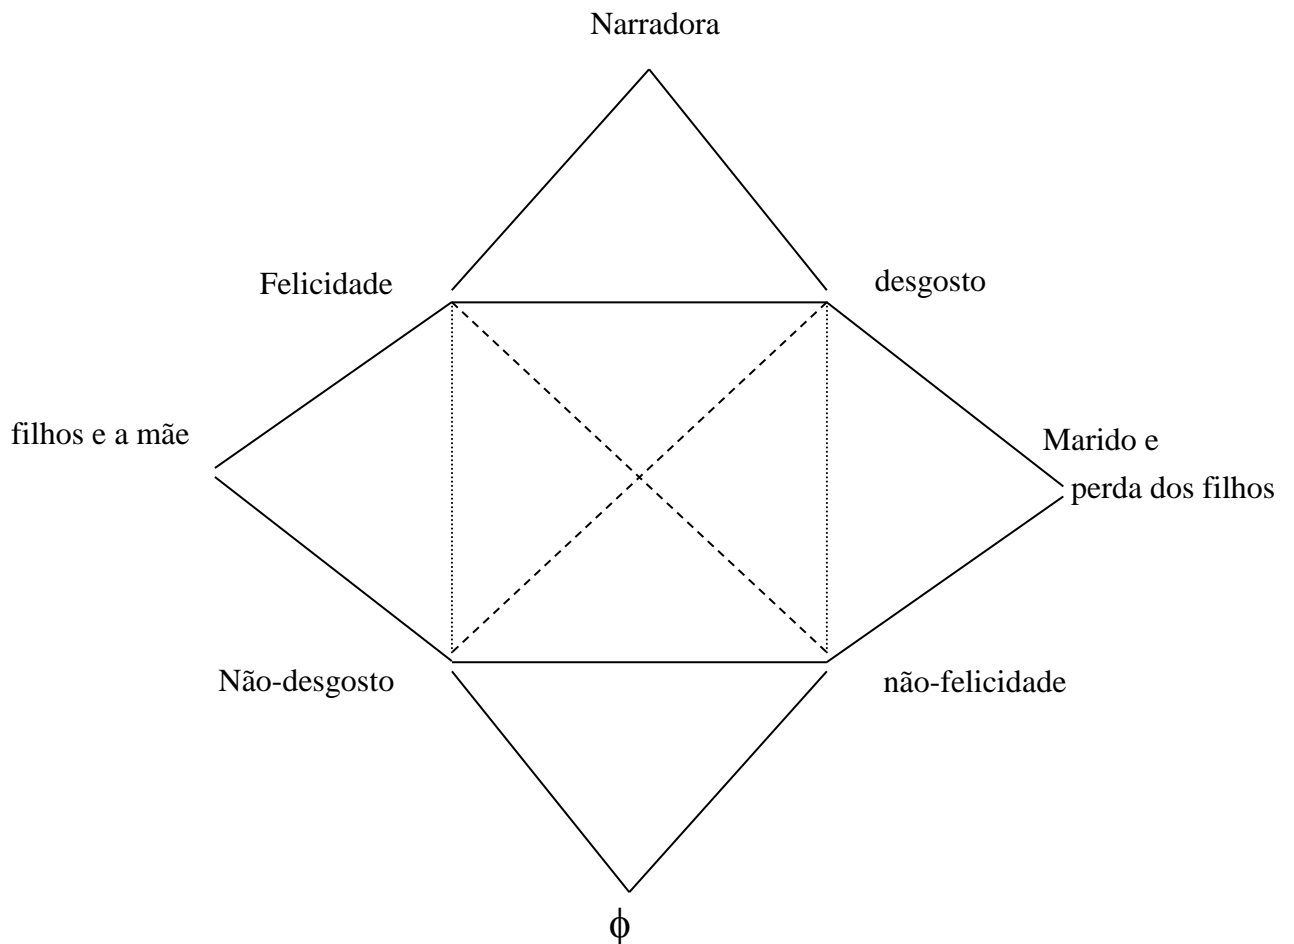 Narradora
Felicidade
desgosto
filhos e a mãe
Marido e
perda dos filhos
Não-desgosto
não-felicidade
ϕ